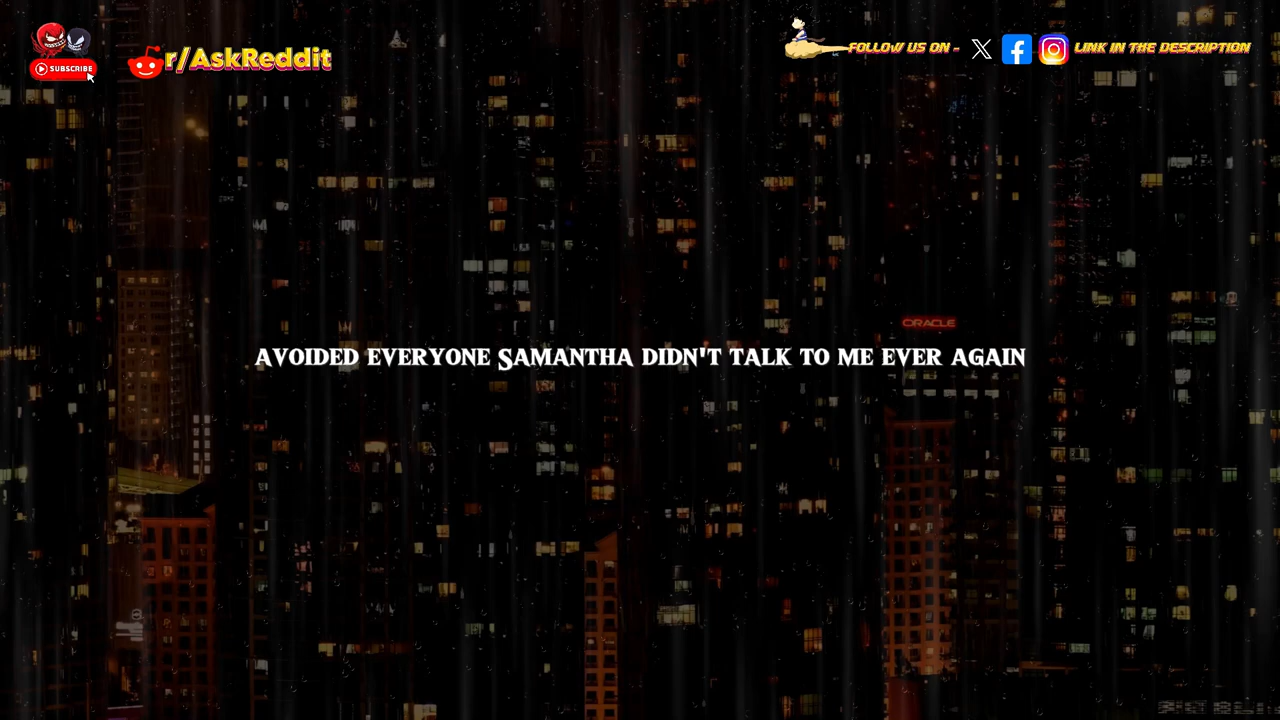 SUBSCRIBE
r/AskReddit
FOLLOW US ON -
LINK IN THE DESCRIPTION
ORACLE
AVOIDED EVERYONE SAMANTHA DIDN'T TALK TO ME EVER AGAIN